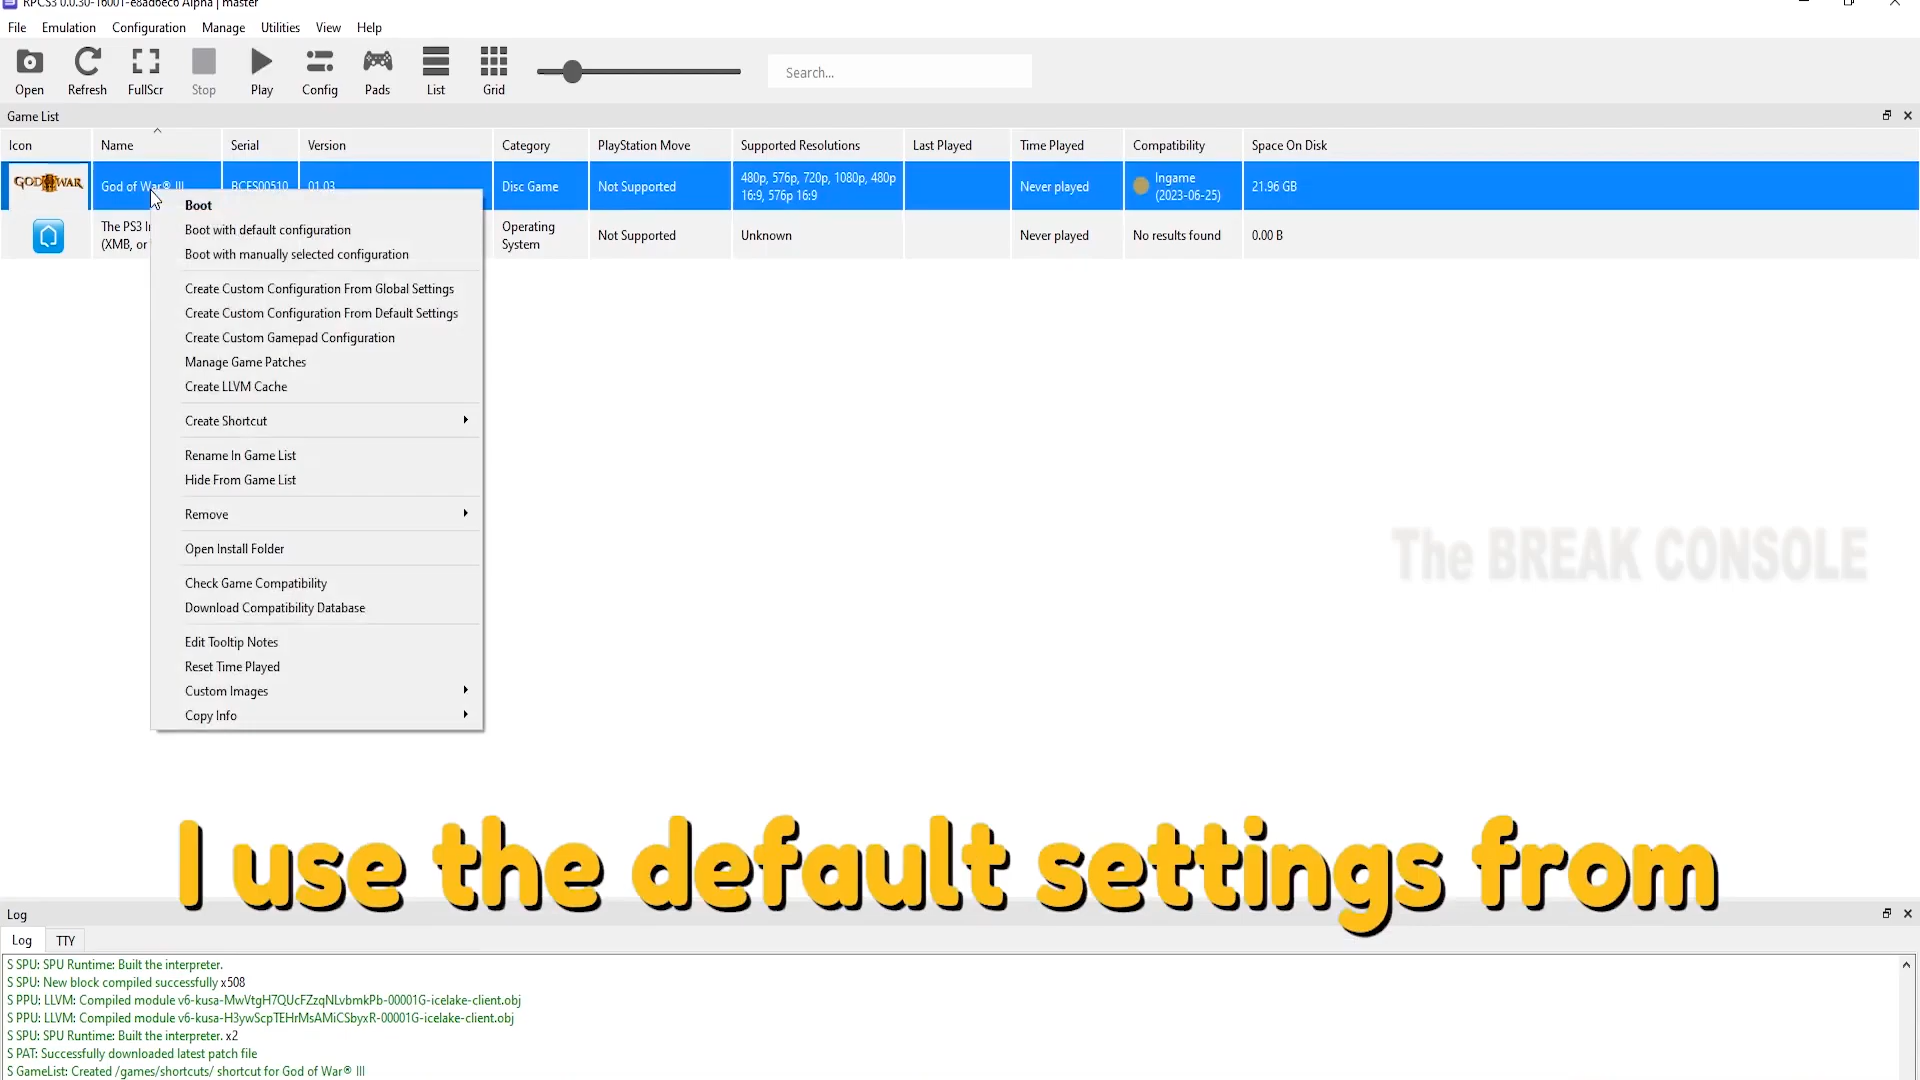 RPCS3 0.0.30-16001-e8ad6ec6 Alpha | master
File Emulation Configuration Manage Utilities View Help
Open Refresh FullScr Stop Play Config Pads List Grid Search...
Game List
Icon Name Serial Version Category PlayStation Move Supported Resolutions Last Played Time Played Compatibility Space On Disk
GOD WAR God of War® III BCES00510 01.03 Disc Game Not Supported 480p, 576p, 720p, 1080p, 480p Never played Ingame 21.96 GB
16:9, 576p 16:9 (2023-06-25)
The PS3 In Operating Not Supported Unknown Never played No results found 0.00 B
(XMB, or System
Boot
Boot with default configuration
Boot with manually selected configuration
Create Custom Configuration From Global Settings
Create Custom Configuration From Default Settings
Create Custom Gamepad Configuration
Manage Game Patches
Create LLVM Cache
Create Shortcut
Rename In Game List
Hide From Game List
Remove
Open Install Folder
Check Game Compatibility
Download Compatibility Database
Edit Tooltip Notes
Reset Time Played
Custom Images
Copy Info
The BREAK CONSOLE
I use the default settings from
Log
Log TTY
S SPU: SPU Runtime: Built the interpreter.
S SPU: New block compiled successfully x508
S PPU: LLVM: Compiled module v6-kusa-MwVtgH7QUcFZzqNLvbmkPb-00001G-icelake-client.obj
S PPU: LLVM: Compiled module v6-kusa-H3ywScpTEHrMsAMiCSbyxR-00001G-icelake-client.obj
S SPU: SPU Runtime: Built the interpreter. x2
S PAT: Successfully downloaded latest patch file
S GameList: Created /games/shortcuts/ shortcut for God of War® III